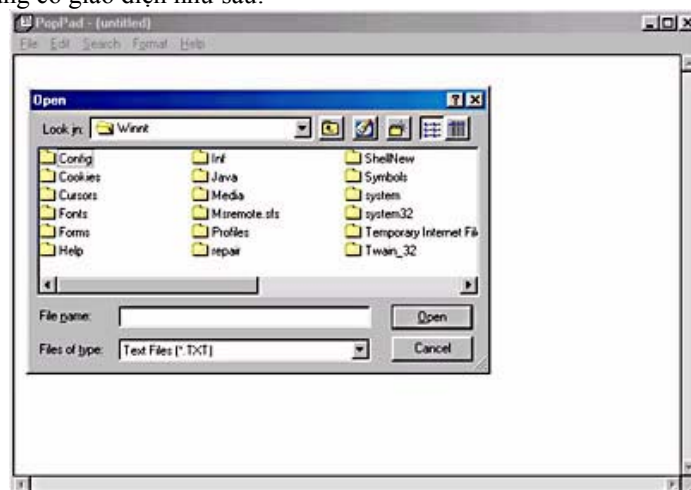 ng có giao diện như sau:
PopPad - (untitled)
File Edit Search Format Help
Open
Look in: Winnt
Config Inf ShellNew
Cookies Java Symbols
Cursors Media system
Fonts Msremote.sfs system32
Forms Profiles Temporary Internet Fil
Help repair Twain_32
File name: Open
Files of type: Text Files (*.TXT) Cancel